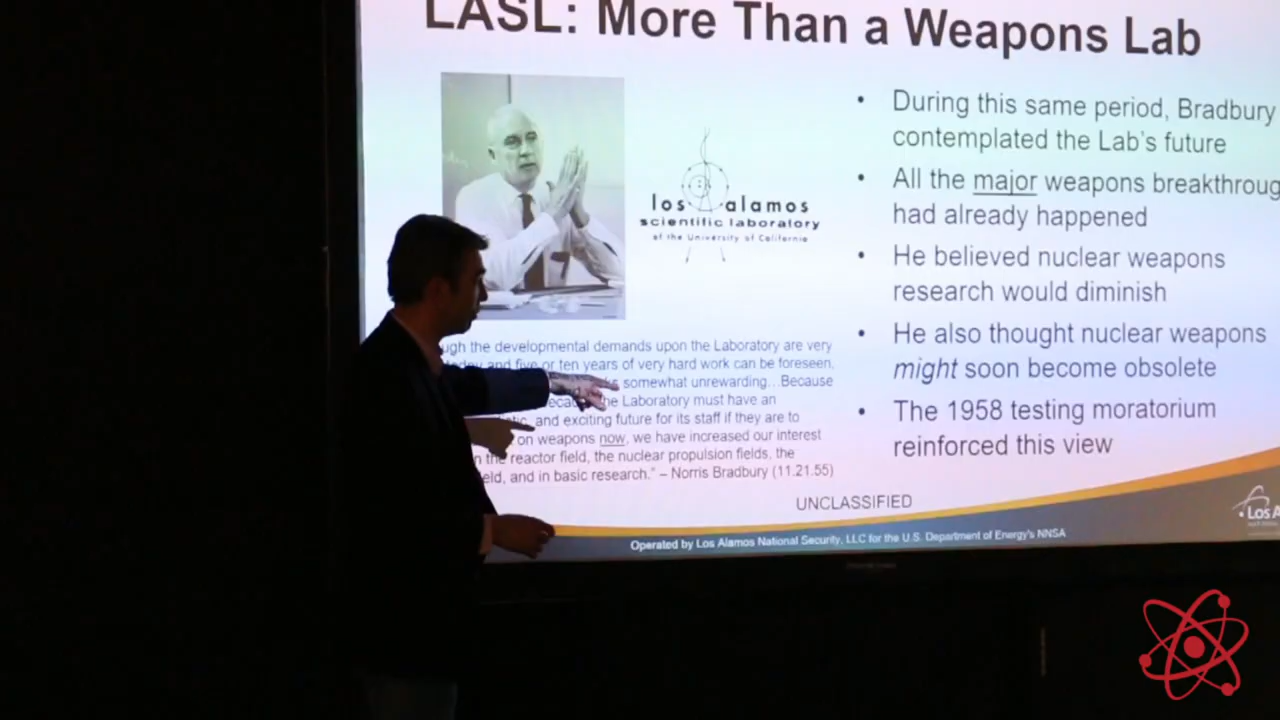 LASL: More Than a Weapons Lab
los alamos
scientific laboratory
of the University of California
• During this same period, Bradbury
contemplated the Lab's future
• All the major weapons
had already happened
• He believed nuclear weapons
research would diminish
• He also thought nuclear weapons
might soon become obsolete
• The 1958 testing moratorium
reinforced this view
the developmental demands upon the Laboratory are very
and five or ten years of very hard work can be foreseen,
somewhat unrewarding...Because
the Laboratory must have an
and exciting future for its staff if they are to
on weapons now, we have increased our interest
the reactor field, the nuclear propulsion fields, the
and in basic research." – Norris Bradbury (11.21.55)
UNCLASSIFIED
Operated by Los Alamos National Security, LLC for the U.S. Department of Energy's NNSA
Los